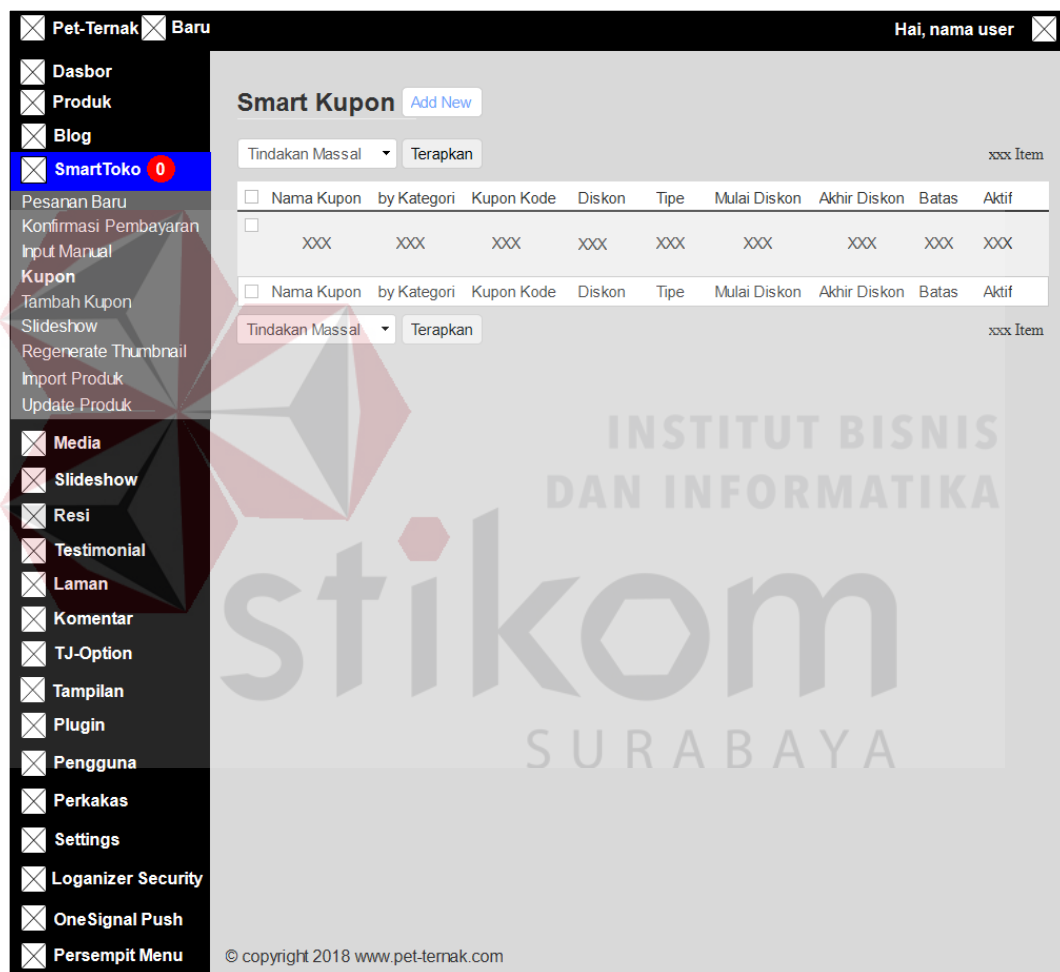 Pet-Ternak Baru Hai, nama user
Dasbor
Produk
Blog
SmartToko 0
Pesanan Baru
Konfirmasi Pembayaran
Input Manual
Kupon
Tambah Kupon
Slideshow
Regenerate Thumbnail
Import Produk
Update Produk
Media
Slideshow
Resi
Testimonial
Laman
Komentar
TJ-Option
Tampilan
Plugin
Pengguna
Perkakas
Settings
Loganizer Security
OneSignal Push
Persempit Menu
Smart Kupon Add New
Tindakan Massal Terapkan xxx Item
Nama Kupon by Kategori Kupon Kode Diskon Tipe Mulai Diskon Akhir Diskon Batas Aktif
XXX XXX XXX XXX XXX XXX XXX XXX XXX
Nama Kupon by Kategori Kupon Kode Diskon Tipe Mulai Diskon Akhir Diskon Batas Aktif
Tindakan Massal Terapkan xxx Item
INSTITUT BISNIS
DAN INFORMATIKA
stikom
SURABAYA
© copyright 2018 www.pet-ternak.com